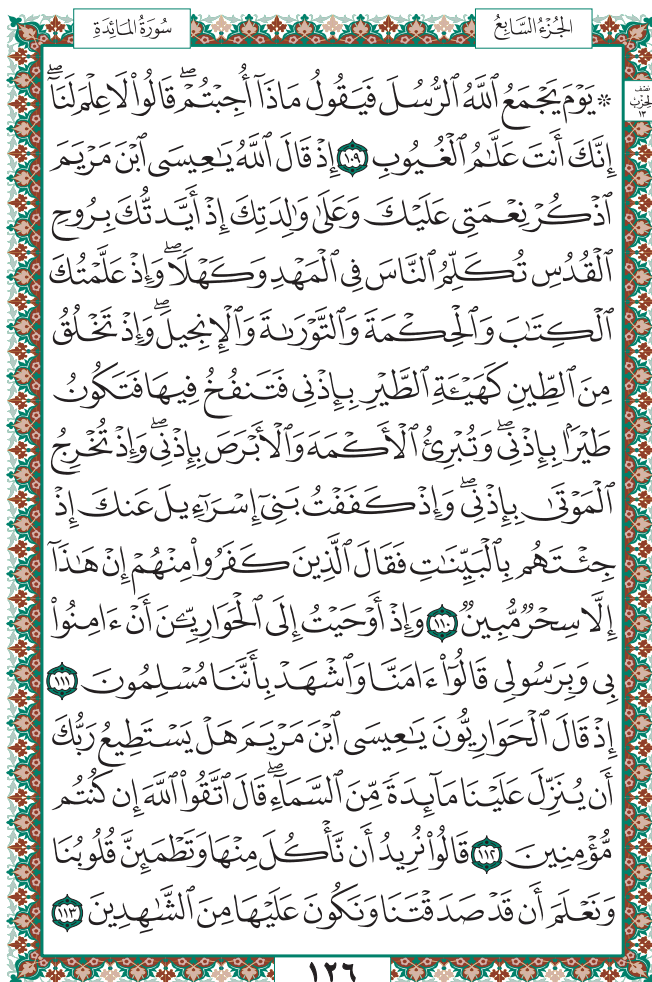 سُورَةُ المَائِدَةِ
الجُزْءُ السَّابِعُ
نصف
الحزب
١٣
۞ يَوْمَ يَجْمَعُ ٱللَّهُ ٱلرُّسُلَ فَيَقُولُ مَاذَآ أُجِبْتُمْۖ قَالُوا۟ لَا عِلْمَ لَنَآۖ
إِنَّكَ أَنتَ عَلَّـٰمُ ٱلْغُيُوبِ ١٠٩ إِذْ قَالَ ٱللَّهُ يَـٰعِيسَى ٱبْنَ مَرْيَمَ
ٱذْكُرْ نِعْمَتِى عَلَيْكَ وَعَلَىٰ وَٰلِدَتِكَ إِذْ أَيَّدتُّكَ بِرُوحِ
ٱلْقُدُسِ تُكَلِّمُ ٱلنَّاسَ فِى ٱلْمَهْدِ وَكَهْلًاۖ وَإِذْ عَلَّمْتُكَ
ٱلْكِتَـٰبَ وَٱلْحِكْمَةَ وَٱلتَّوْرَىٰةَ وَٱلْإِنجِيلَۖ وَإِذْ تَخْلُقُ
مِنَ ٱلطِّينِ كَهَيْـَٔةِ ٱلطَّيْرِ بِإِذْنِى فَتَنفُخُ فِيهَا فَتَكُونُ
طَيْرًۢا بِإِذْنِىۖ وَتُبْرِئُ ٱلْأَكْمَهَ وَٱلْأَبْرَصَ بِإِذْنِىۖ وَإِذْ تُخْرِجُ
ٱلْمَوْتَىٰ بِإِذْنِىۖ وَإِذْ كَفَفْتُ بَنِىٓ إِسْرَٰٓءِيلَ عَنكَ إِذْ
جِئْتَهُم بِٱلْبَيِّنَـٰتِ فَقَالَ ٱلَّذِينَ كَفَرُوا۟ مِنْهُمْ إِنْ هَـٰذَآ
إِلَّا سِحْرٌ مُّبِينٌ ١١٠ وَإِذْ أَوْحَيْتُ إِلَى ٱلْحَوَارِيِّـۧنَ أَنْ ءَامِنُوا۟
بِى وَبِرَسُولِى قَالُوٓا۟ ءَامَنَّا وَٱشْهَدْ بِأَنَّنَا مُسْلِمُونَ ١١١
إِذْ قَالَ ٱلْحَوَارِيُّونَ يَـٰعِيسَى ٱبْنَ مَرْيَمَ هَلْ يَسْتَطِيعُ رَبُّكَ
أَن يُنَزِّلَ عَلَيْنَا مَآئِدَةً مِّنَ ٱلسَّمَآءِۖ قَالَ ٱتَّقُوا۟ ٱللَّهَ إِن كُنتُم
مُّؤْمِنِينَ ١١٢ قَالُوا۟ نُرِيدُ أَن نَّأْكُلَ مِنْهَا وَتَطْمَئِنَّ قُلُوبُنَا
وَنَعْلَمَ أَن قَدْ صَدَقْتَنَا وَنَكُونَ عَلَيْهَا مِنَ ٱلشَّـٰهِدِينَ ١١٣
١٢٦